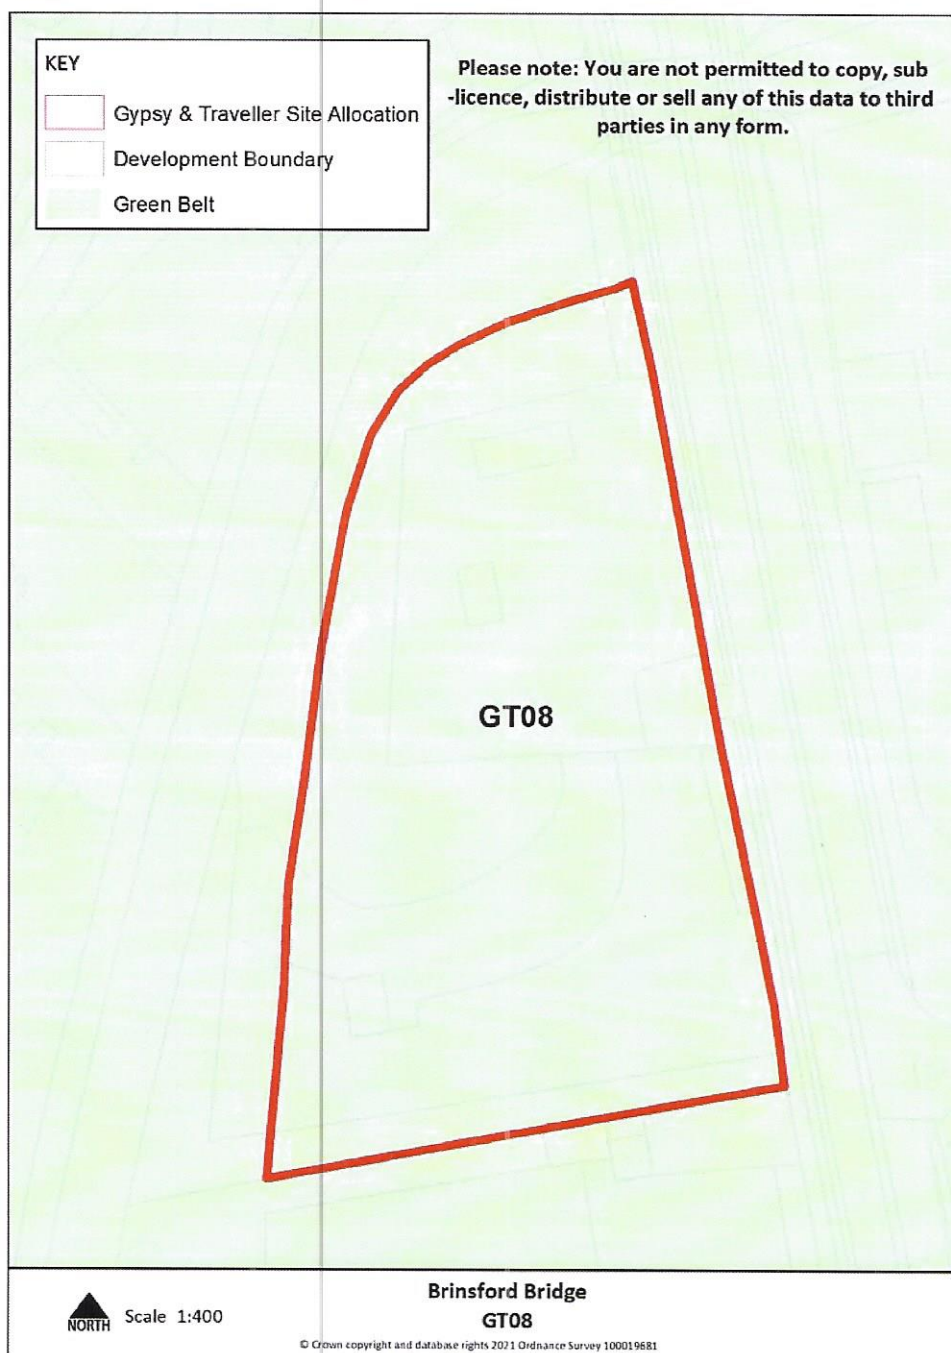 KEY
Gypsy & Traveller Site Allocation
Development Boundary
Green Belt
Please note: You are not permitted to copy, sub
-licence, distribute or sell any of this data to third
parties in any form.
GT08
NORTH
Scale 1:400
Brinsford Bridge
GT08
© Crown copyright and database rights 2021 Ordnance Survey 100019681